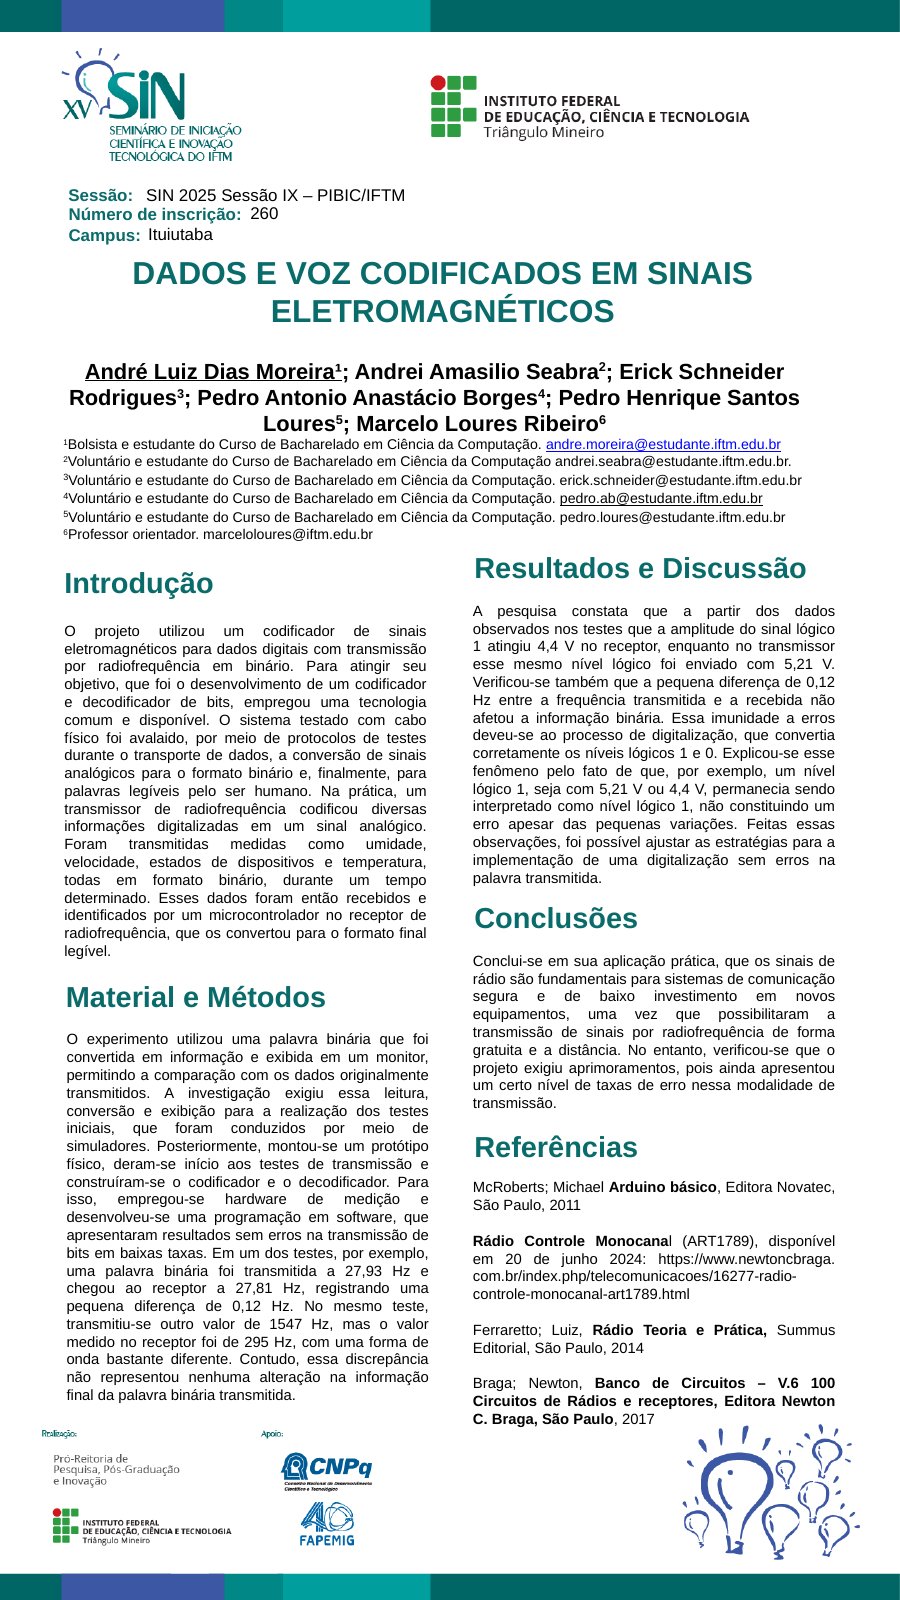 XV SiN
SEMINÁRIO DE INICIAÇÃO
CIENTÍFICA E INOVAÇÃO
TECNOLÓGICA DO IFTM
INSTITUTO FEDERAL
DE EDUCAÇÃO, CIÊNCIA E TECNOLOGIA
Triângulo Mineiro
Sessão: SIN 2025 Sessão IX – PIBIC/IFTM
Número de inscrição: 260
Campus: Ituiutaba
DADOS E VOZ CODIFICADOS EM SINAIS
ELETROMAGNÉTICOS
André Luiz Dias Moreira¹; Andrei Amasilio Seabra²; Erick Schneider
Rodrigues³; Pedro Antonio Anastácio Borges⁴; Pedro Henrique Santos
Loures⁵; Marcelo Loures Ribeiro⁶
¹Bolsista e estudante do Curso de Bacharelado em Ciência da Computação. andre.moreira@estudante.iftm.edu.br
²Voluntário e estudante do Curso de Bacharelado em Ciência da Computação andrei.seabra@estudante.iftm.edu.br.
³Voluntário e estudante do Curso de Bacharelado em Ciência da Computação. erick.schneider@estudante.iftm.edu.br
⁴Voluntário e estudante do Curso de Bacharelado em Ciência da Computação. pedro.ab@estudante.iftm.edu.br
⁵Voluntário e estudante do Curso de Bacharelado em Ciência da Computação. pedro.loures@estudante.iftm.edu.br
⁶Professor orientador. marceloloures@iftm.edu.br
Introdução
O projeto utilizou um codificador de sinais
eletromagnéticos para dados digitais com transmissão
por radiofrequência em binário. Para atingir seu
objetivo, que foi o desenvolvimento de um codificador
e decodificador de bits, empregou uma tecnologia
comum e disponível. O sistema testado com cabo
físico foi avalaido, por meio de protocolos de testes
durante o transporte de dados, a conversão de sinais
analógicos para o formato binário e, finalmente, para
palavras legíveis pelo ser humano. Na prática, um
transmissor de radiofrequência codificou diversas
informações digitalizadas em um sinal analógico.
Foram transmitidas medidas como umidade,
velocidade, estados de dispositivos e temperatura,
todas em formato binário, durante um tempo
determinado. Esses dados foram então recebidos e
identificados por um microcontrolador no receptor de
radiofrequência, que os convertou para o formato final
legível.
Material e Métodos
O experimento utilizou uma palavra binária que foi
convertida em informação e exibida em um monitor,
permitindo a comparação com os dados originalmente
transmitidos. A investigação exigiu essa leitura,
conversão e exibição para a realização dos testes
iniciais, que foram conduzidos por meio de
simuladores. Posteriormente, montou-se um protótipo
físico, deram-se início aos testes de transmissão e
construíram-se o codificador e o decodificador. Para
isso, empregou-se hardware de medição e
desenvolveu-se uma programação em software, que
apresentaram resultados sem erros na transmissão de
bits em baixas taxas. Em um dos testes, por exemplo,
uma palavra binária foi transmitida a 27,93 Hz e
chegou ao receptor a 27,81 Hz, registrando uma
pequena diferença de 0,12 Hz. No mesmo teste,
transmitiu-se outro valor de 1547 Hz, mas o valor
medido no receptor foi de 295 Hz, com uma forma de
onda bastante diferente. Contudo, essa discrepância
não representou nenhuma alteração na informação
final da palavra binária transmitida.
Resultados e Discussão
A pesquisa constata que a partir dos dados
observados nos testes que a amplitude do sinal lógico
1 atingiu 4,4 V no receptor, enquanto no transmissor
esse mesmo nível lógico foi enviado com 5,21 V.
Verificou-se também que a pequena diferença de 0,12
Hz entre a frequência transmitida e a recebida não
afetou a informação binária. Essa imunidade a erros
deveu-se ao processo de digitalização, que convertia
corretamente os níveis lógicos 1 e 0. Explicou-se esse
fenômeno pelo fato de que, por exemplo, um nível
lógico 1, seja com 5,21 V ou 4,4 V, permanecia sendo
interpretado como nível lógico 1, não constituindo um
erro apesar das pequenas variações. Feitas essas
observações, foi possível ajustar as estratégias para a
implementação de uma digitalização sem erros na
palavra transmitida.
Conclusões
Conclui-se em sua aplicação prática, que os sinais de
rádio são fundamentais para sistemas de comunicação
segura e de baixo investimento em novos
equipamentos, uma vez que possibilitaram a
transmissão de sinais por radiofrequência de forma
gratuita e a distância. No entanto, verificou-se que o
projeto exigiu aprimoramentos, pois ainda apresentou
um certo nível de taxas de erro nessa modalidade de
transmissão.
Referências
McRoberts; Michael Arduino básico, Editora Novatec,
São Paulo, 2011
Rádio Controle Monocanal (ART1789), disponível
em 20 de junho 2024: https://www.newtoncbraga.
com.br/index.php/telecomunicacoes/16277-radio-
controle-monocanal-art1789.html
Ferraretto; Luiz, Rádio Teoria e Prática, Summus
Editorial, São Paulo, 2014
Braga; Newton, Banco de Circuitos – V.6 100
Circuitos de Rádios e receptores, Editora Newton
C. Braga, São Paulo, 2017
Realização:
Pró-Reitoria de
Pesquisa, Pós-Graduação
e Inovação
INSTITUTO FEDERAL
DE EDUCAÇÃO, CIÊNCIA E TECNOLOGIA
Triângulo Mineiro
Apoio:
CNPq
Conselho Nacional de Desenvolvimento
Científico e Tecnológico
40
FAPEMIG